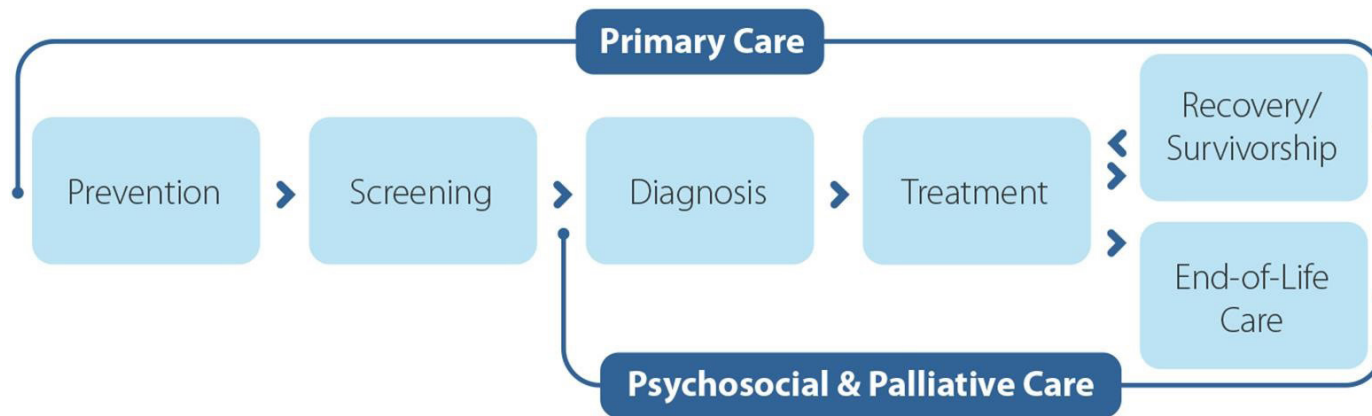 Primary Care
Prevention
Screening
Diagnosis
Treatment
Recovery/
Survivorship
End-of-Life
Care
Psychosocial & Palliative Care